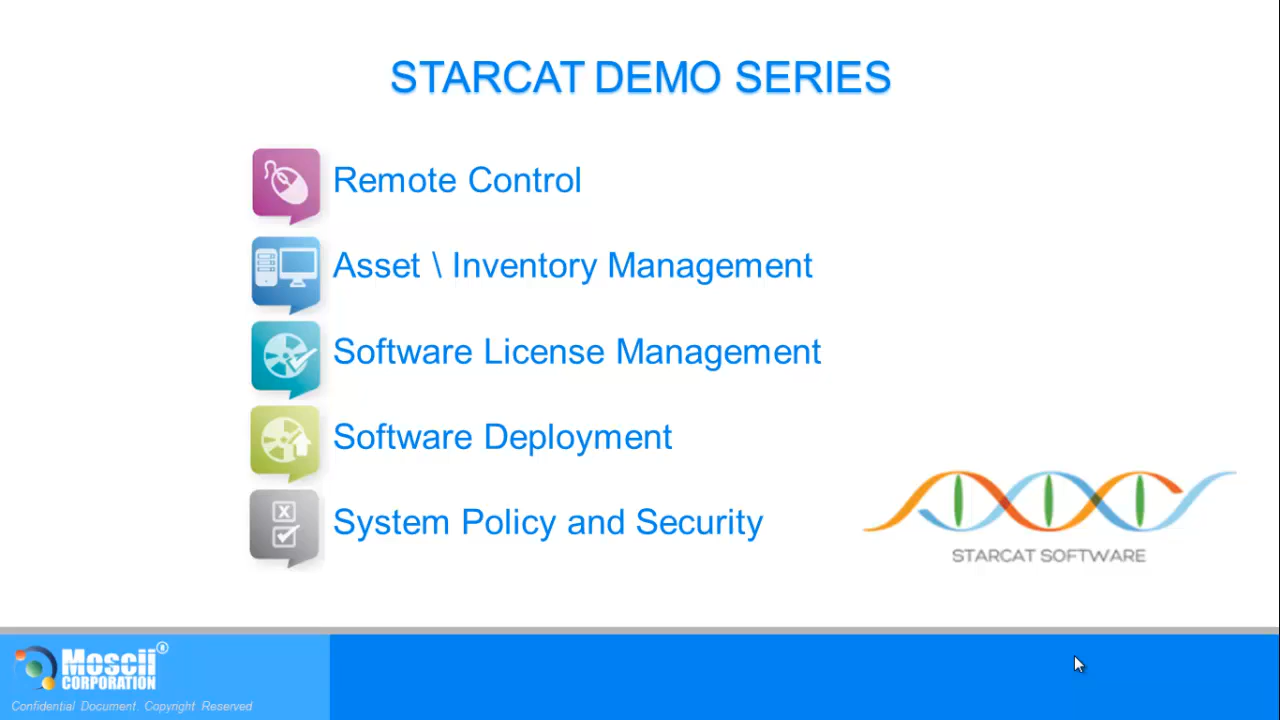 STARCAT DEMO SERIES
Remote Control
Asset \ Inventory Management
Software License Management
Software Deployment
System Policy and Security
STARCAT SOFTWARE
Moscii®
CORPORATION
Confidential Document. Copyright Reserved